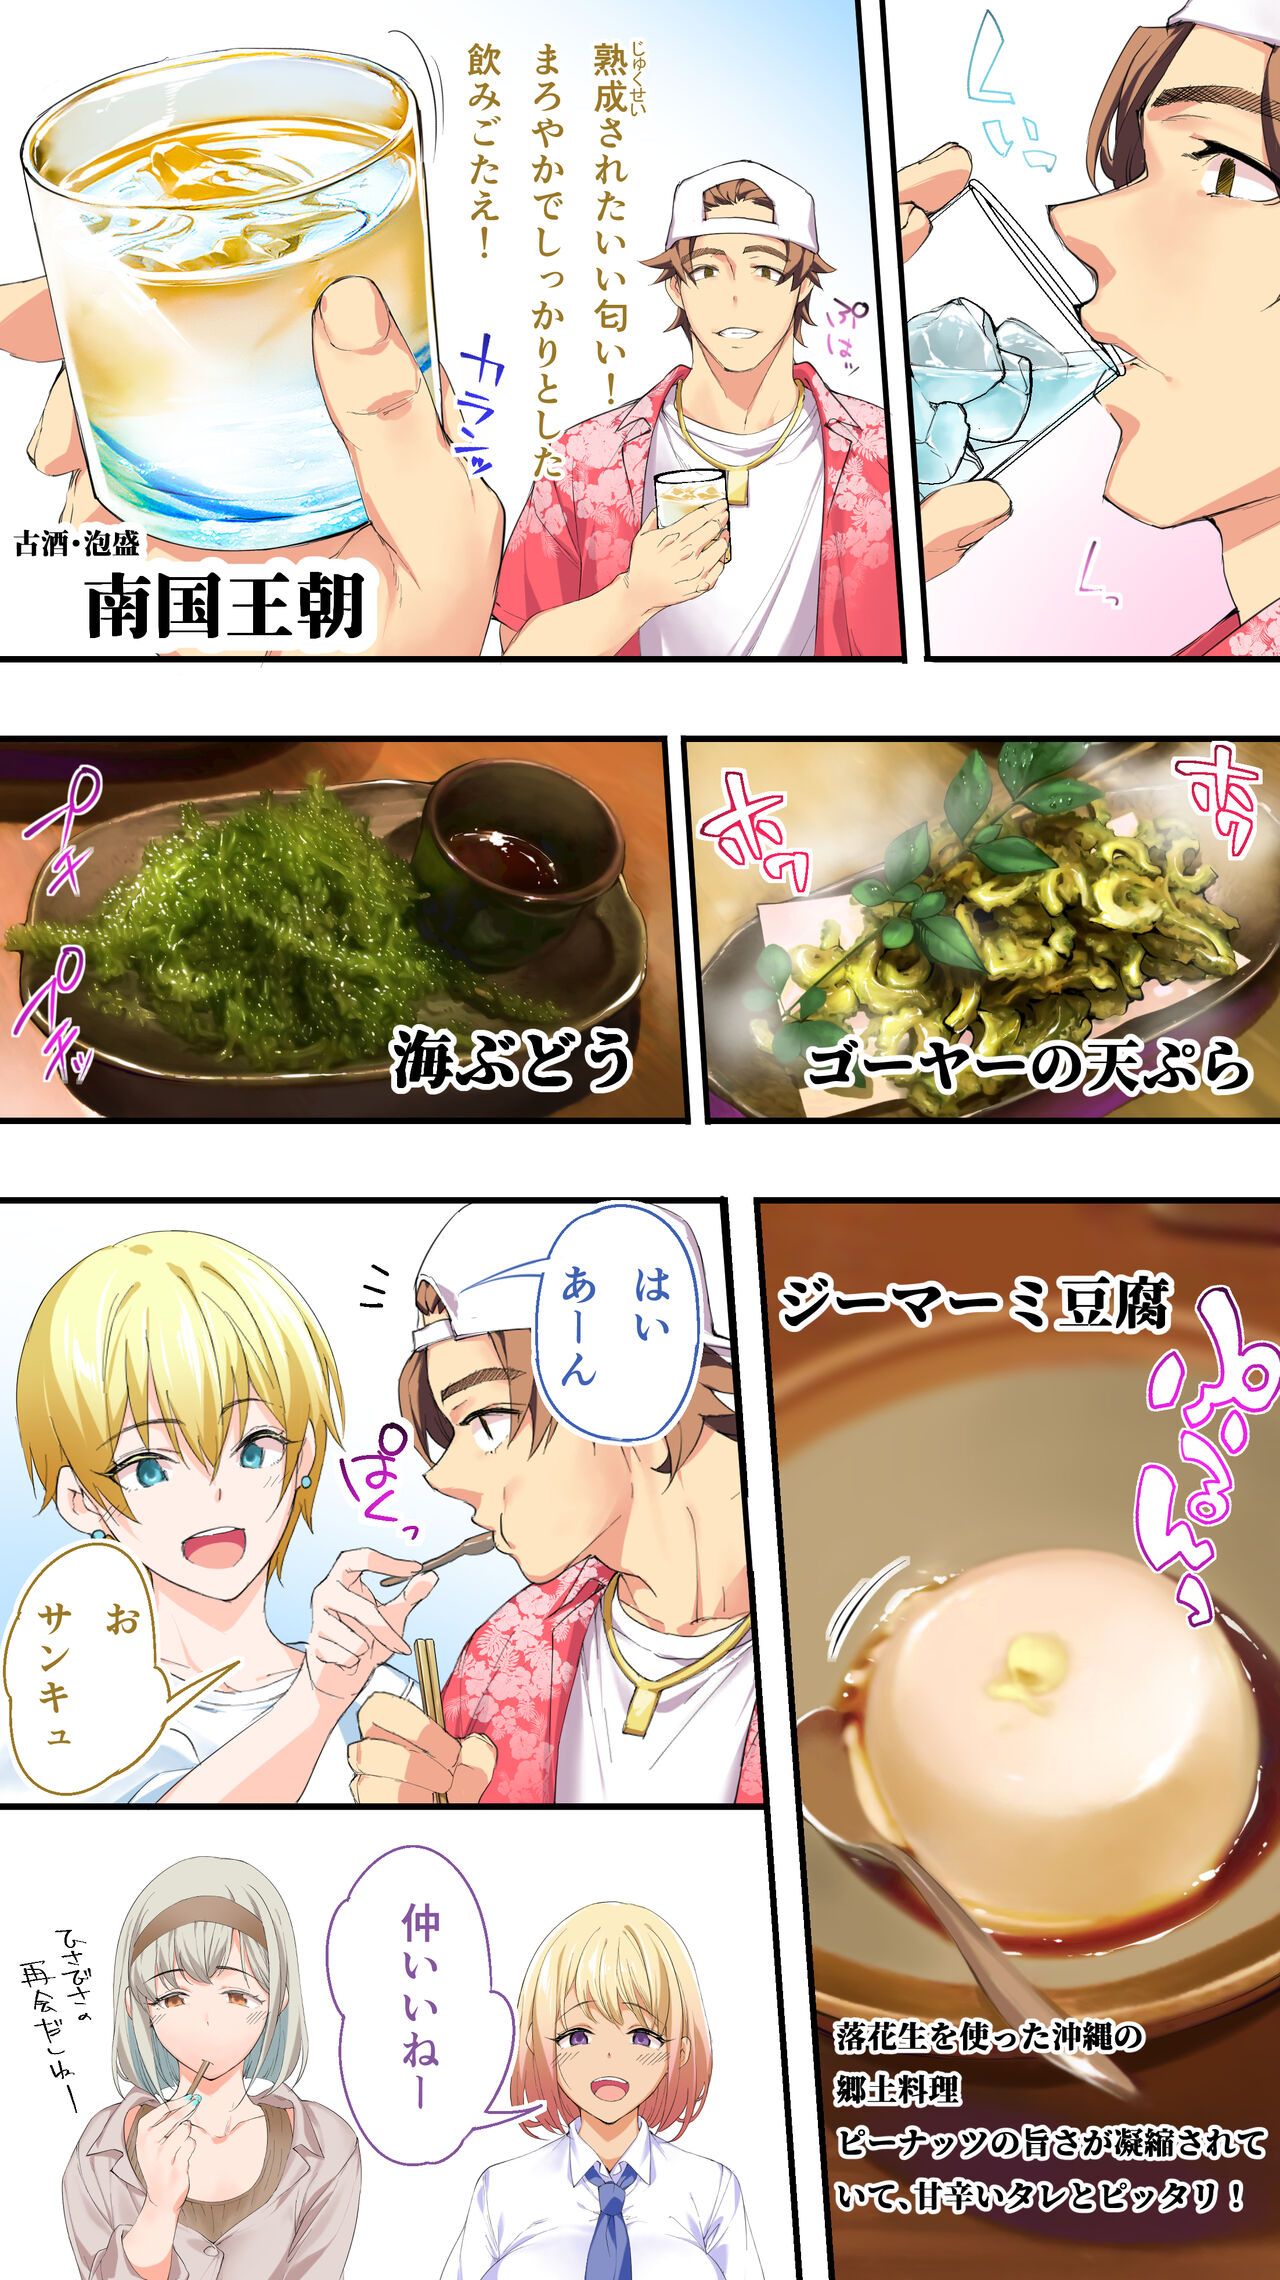 くいっ
くっ
ぷはっ
熟成されたいい匂い！
じゅくせい
まろやかでしっかりとした
飲みごたえ！
カランッ
古酒・泡盛
南国王朝
ホク
ホク
ゴーヤーの天ぷら
プチ
プチッ
海ぶどう
ジーマーミ豆腐
ぷるんっ
落花生を使った沖縄の
郷土料理
ピーナッツの旨さが凝縮されて
いて、甘辛いタレとピッタリ！
はい
あーん
ぱくっ
お
サンキュ
仲いいねー
ひさびさの
再会だしねー